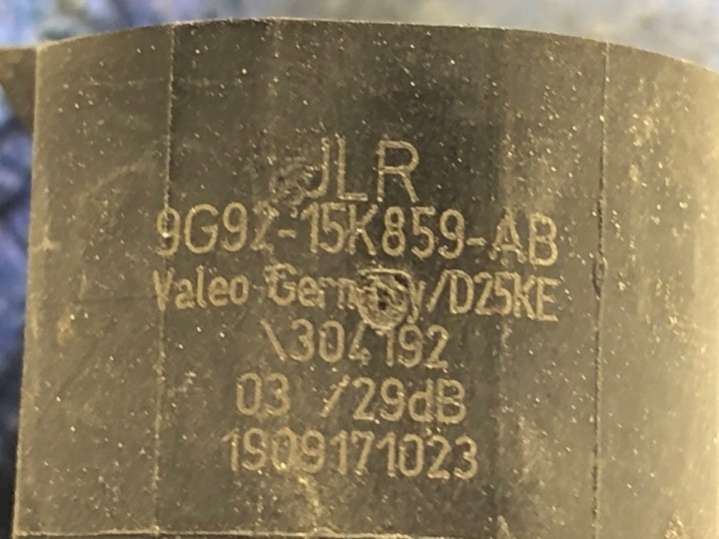 JLR
9G92-15K859-AB
Valeo Germany/D25KE
\304192
03 /29dB
1909171023